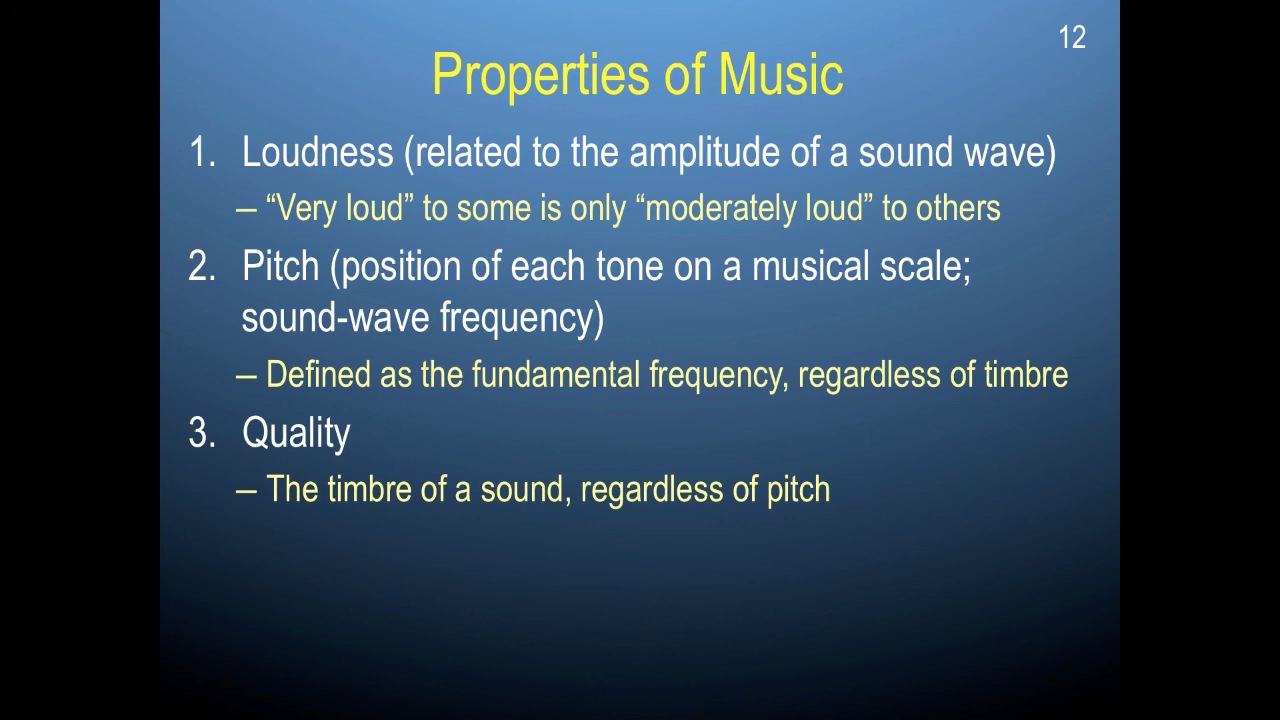 12
Properties of Music
1. Loudness (related to the amplitude of a sound wave)
– “Very loud” to some is only “moderately loud” to others
2. Pitch (position of each tone on a musical scale;
sound-wave frequency)
– Defined as the fundamental frequency, regardless of timbre
3. Quality
– The timbre of a sound, regardless of pitch